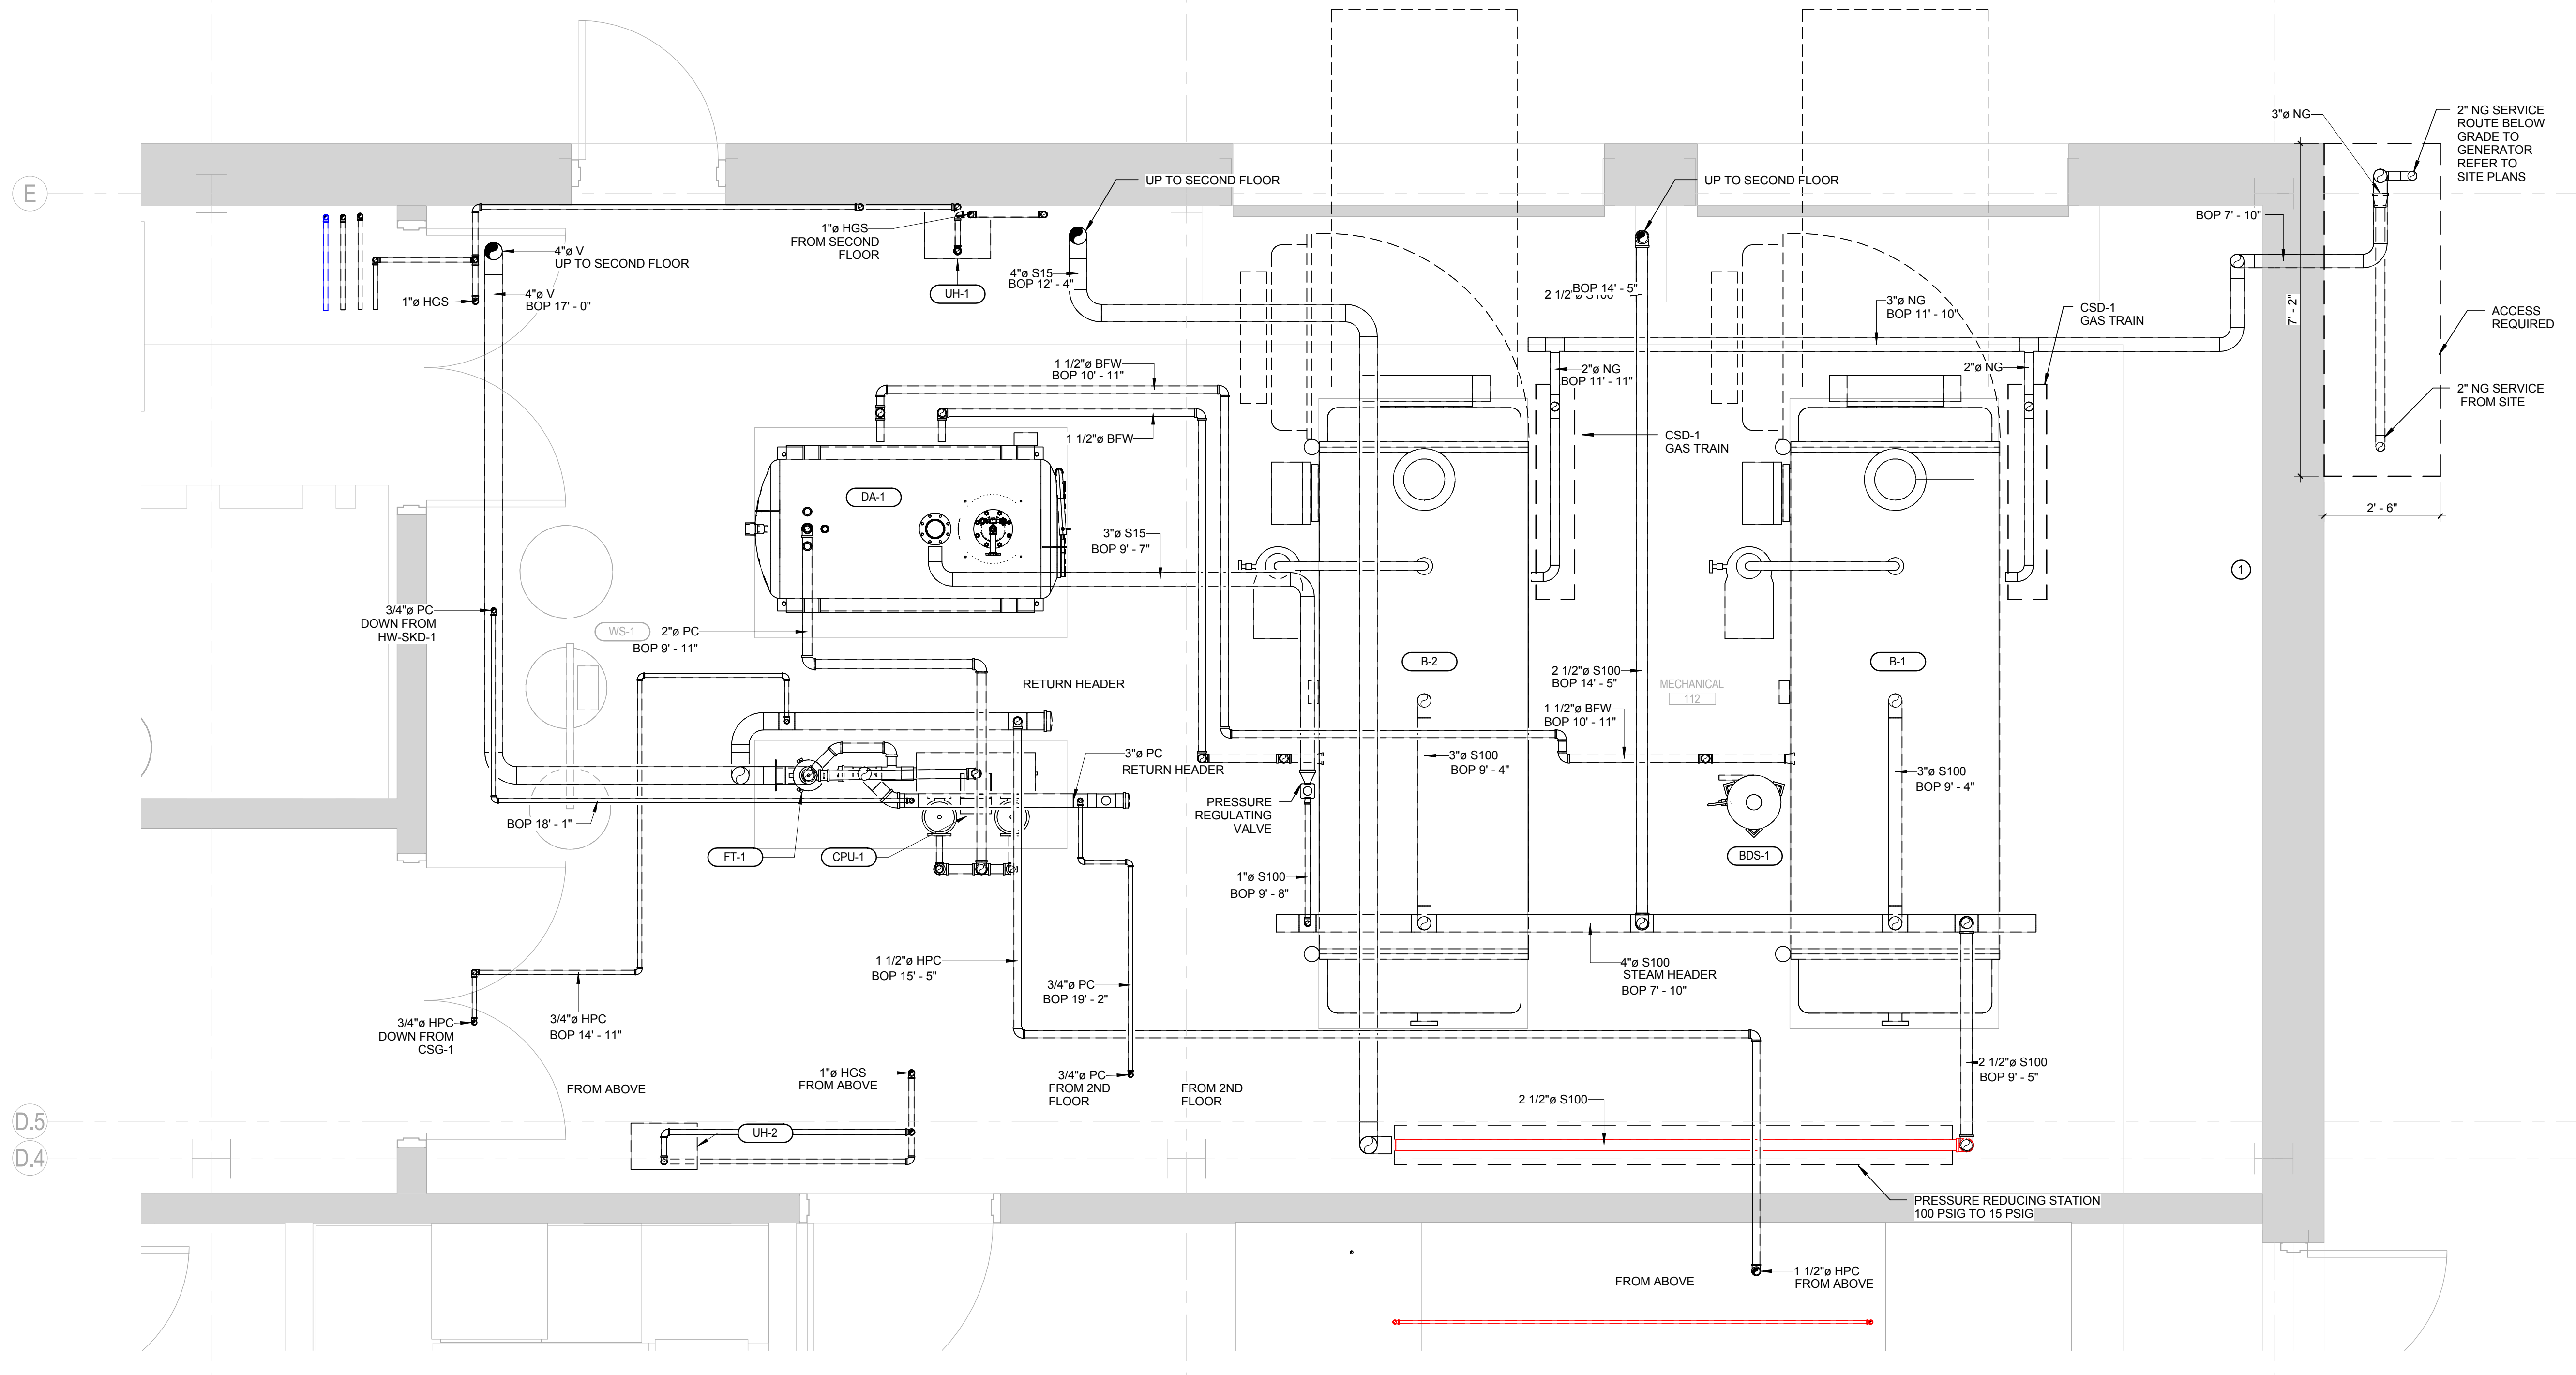 3"ø NG
2" NG SERVICE
ROUTE BELOW
GRADE TO
GENERATOR
REFER TO
SITE PLANS
E
UP TO SECOND FLOOR
UP TO SECOND FLOOR
BOP 7' - 10"
1"ø HGS
FROM SECOND
FLOOR
4"ø V
UP TO SECOND FLOOR
4"ø S15
BOP 12' - 4"
UH-1
1"ø HGS
4"ø V
BOP 17' - 0"
BOP 14' - 5"
2 1/2"ø S100
3"ø NG
BOP 11' - 10"
CSD-1
GAS TRAIN
7' - 2"
ACCESS
REQUIRED
1 1/2"ø BFW
BOP 10' - 11"
2"ø NG
BOP 11' - 11"
2"ø NG
2" NG SERVICE
FROM SITE
1 1/2"ø BFW
CSD-1
GAS TRAIN
DA-1
2' - 6"
3"ø S15
BOP 9' - 7"
1
3/4"ø PC
DOWN FROM
HW-SKD-1
WS-1
2"ø PC
BOP 9' - 11"
B-2
B-1
RETURN HEADER
2 1/2"ø S100
BOP 14' - 5"
MECHANICAL
112
1 1/2"ø BFW
BOP 10' - 11"
3"ø PC
RETURN HEADER
3"ø S100
BOP 9' - 4"
3"ø S100
BOP 9' - 4"
BOP 18' - 1"
PRESSURE
REGULATING
VALVE
FT-1
CPU-1
BDS-1
1"ø S100
BOP 9' - 8"
1 1/2"ø HPC
BOP 15' - 5"
4"ø S100
STEAM HEADER
BOP 7' - 10"
3/4"ø PC
BOP 19' - 2"
3/4"ø HPC
DOWN FROM
CSG-1
3/4"ø HPC
BOP 14' - 11"
2 1/2"ø S100
BOP 9' - 5"
1"ø HGS
FROM ABOVE
3/4"ø PC
FROM 2ND
FLOOR
FROM 2ND
FLOOR
FROM ABOVE
2 1/2"ø S100
D.5
UH-2
D.4
PRESSURE REDUCING STATION
100 PSIG TO 15 PSIG
1 1/2"ø HPC
FROM ABOVE
FROM ABOVE